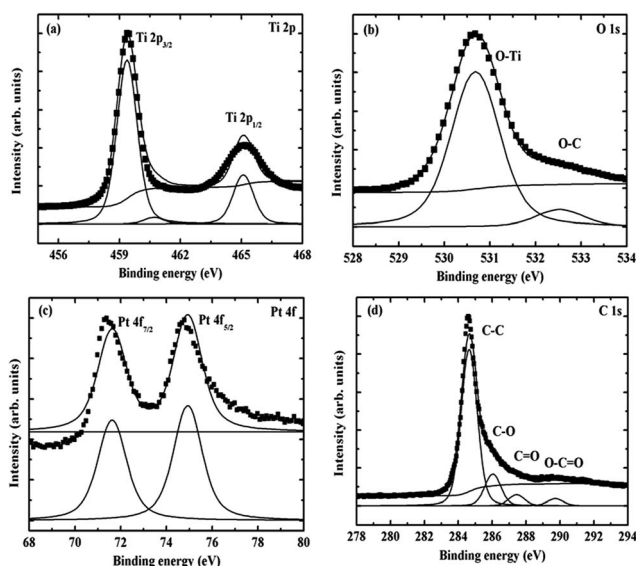 (a)
Ti 2p
Ti 2p3/2
Ti 2p1/2
Intensity (arb. units)
456 459 462 465 468
Binding energy (eV)
(b)
O 1s
O-Ti
O-C
Intensity (arb. units)
528 529 530 531 532 533 534
Binding energy (eV)
(c)
Pt 4f
Pt 4f7/2
Pt 4f5/2
Intensity (arb. units)
68 70 72 74 76 78 80
Binding energy (eV)
(d)
C 1s
C-C
C-O
C=O
O-C=O
Intensity (arb. units)
278 280 282 284 286 288 290 292 294
Binding energy (eV)